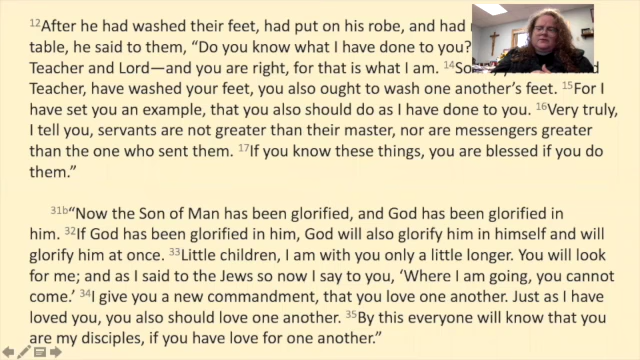 12After he had washed their feet, had put on his robe, and had
table, he said to them, “Do you know what I have done to you?
Teacher and Lord—and you are right, for that is what I am. 14So
Teacher, have washed your feet, you also ought to wash one another’s feet. 15For I
have set you an example, that you also should do as I have done to you. 16Very truly,
I tell you, servants are not greater than their master, nor are messengers greater
than the one who sent them. 17If you know these things, you are blessed if you do
them.”
31b“Now the Son of Man has been glorified, and God has been glorified in
him. 32If God has been glorified in him, God will also glorify him in himself and will
glorify him at once. 33Little children, I am with you only a little longer. You will look
for me; and as I said to the Jews so now I say to you, ‘Where I am going, you cannot
come.’ 34I give you a new commandment, that you love one another. Just as I have
loved you, you also should love one another. 35By this everyone will know that you
are my disciples, if you have love for one another.”